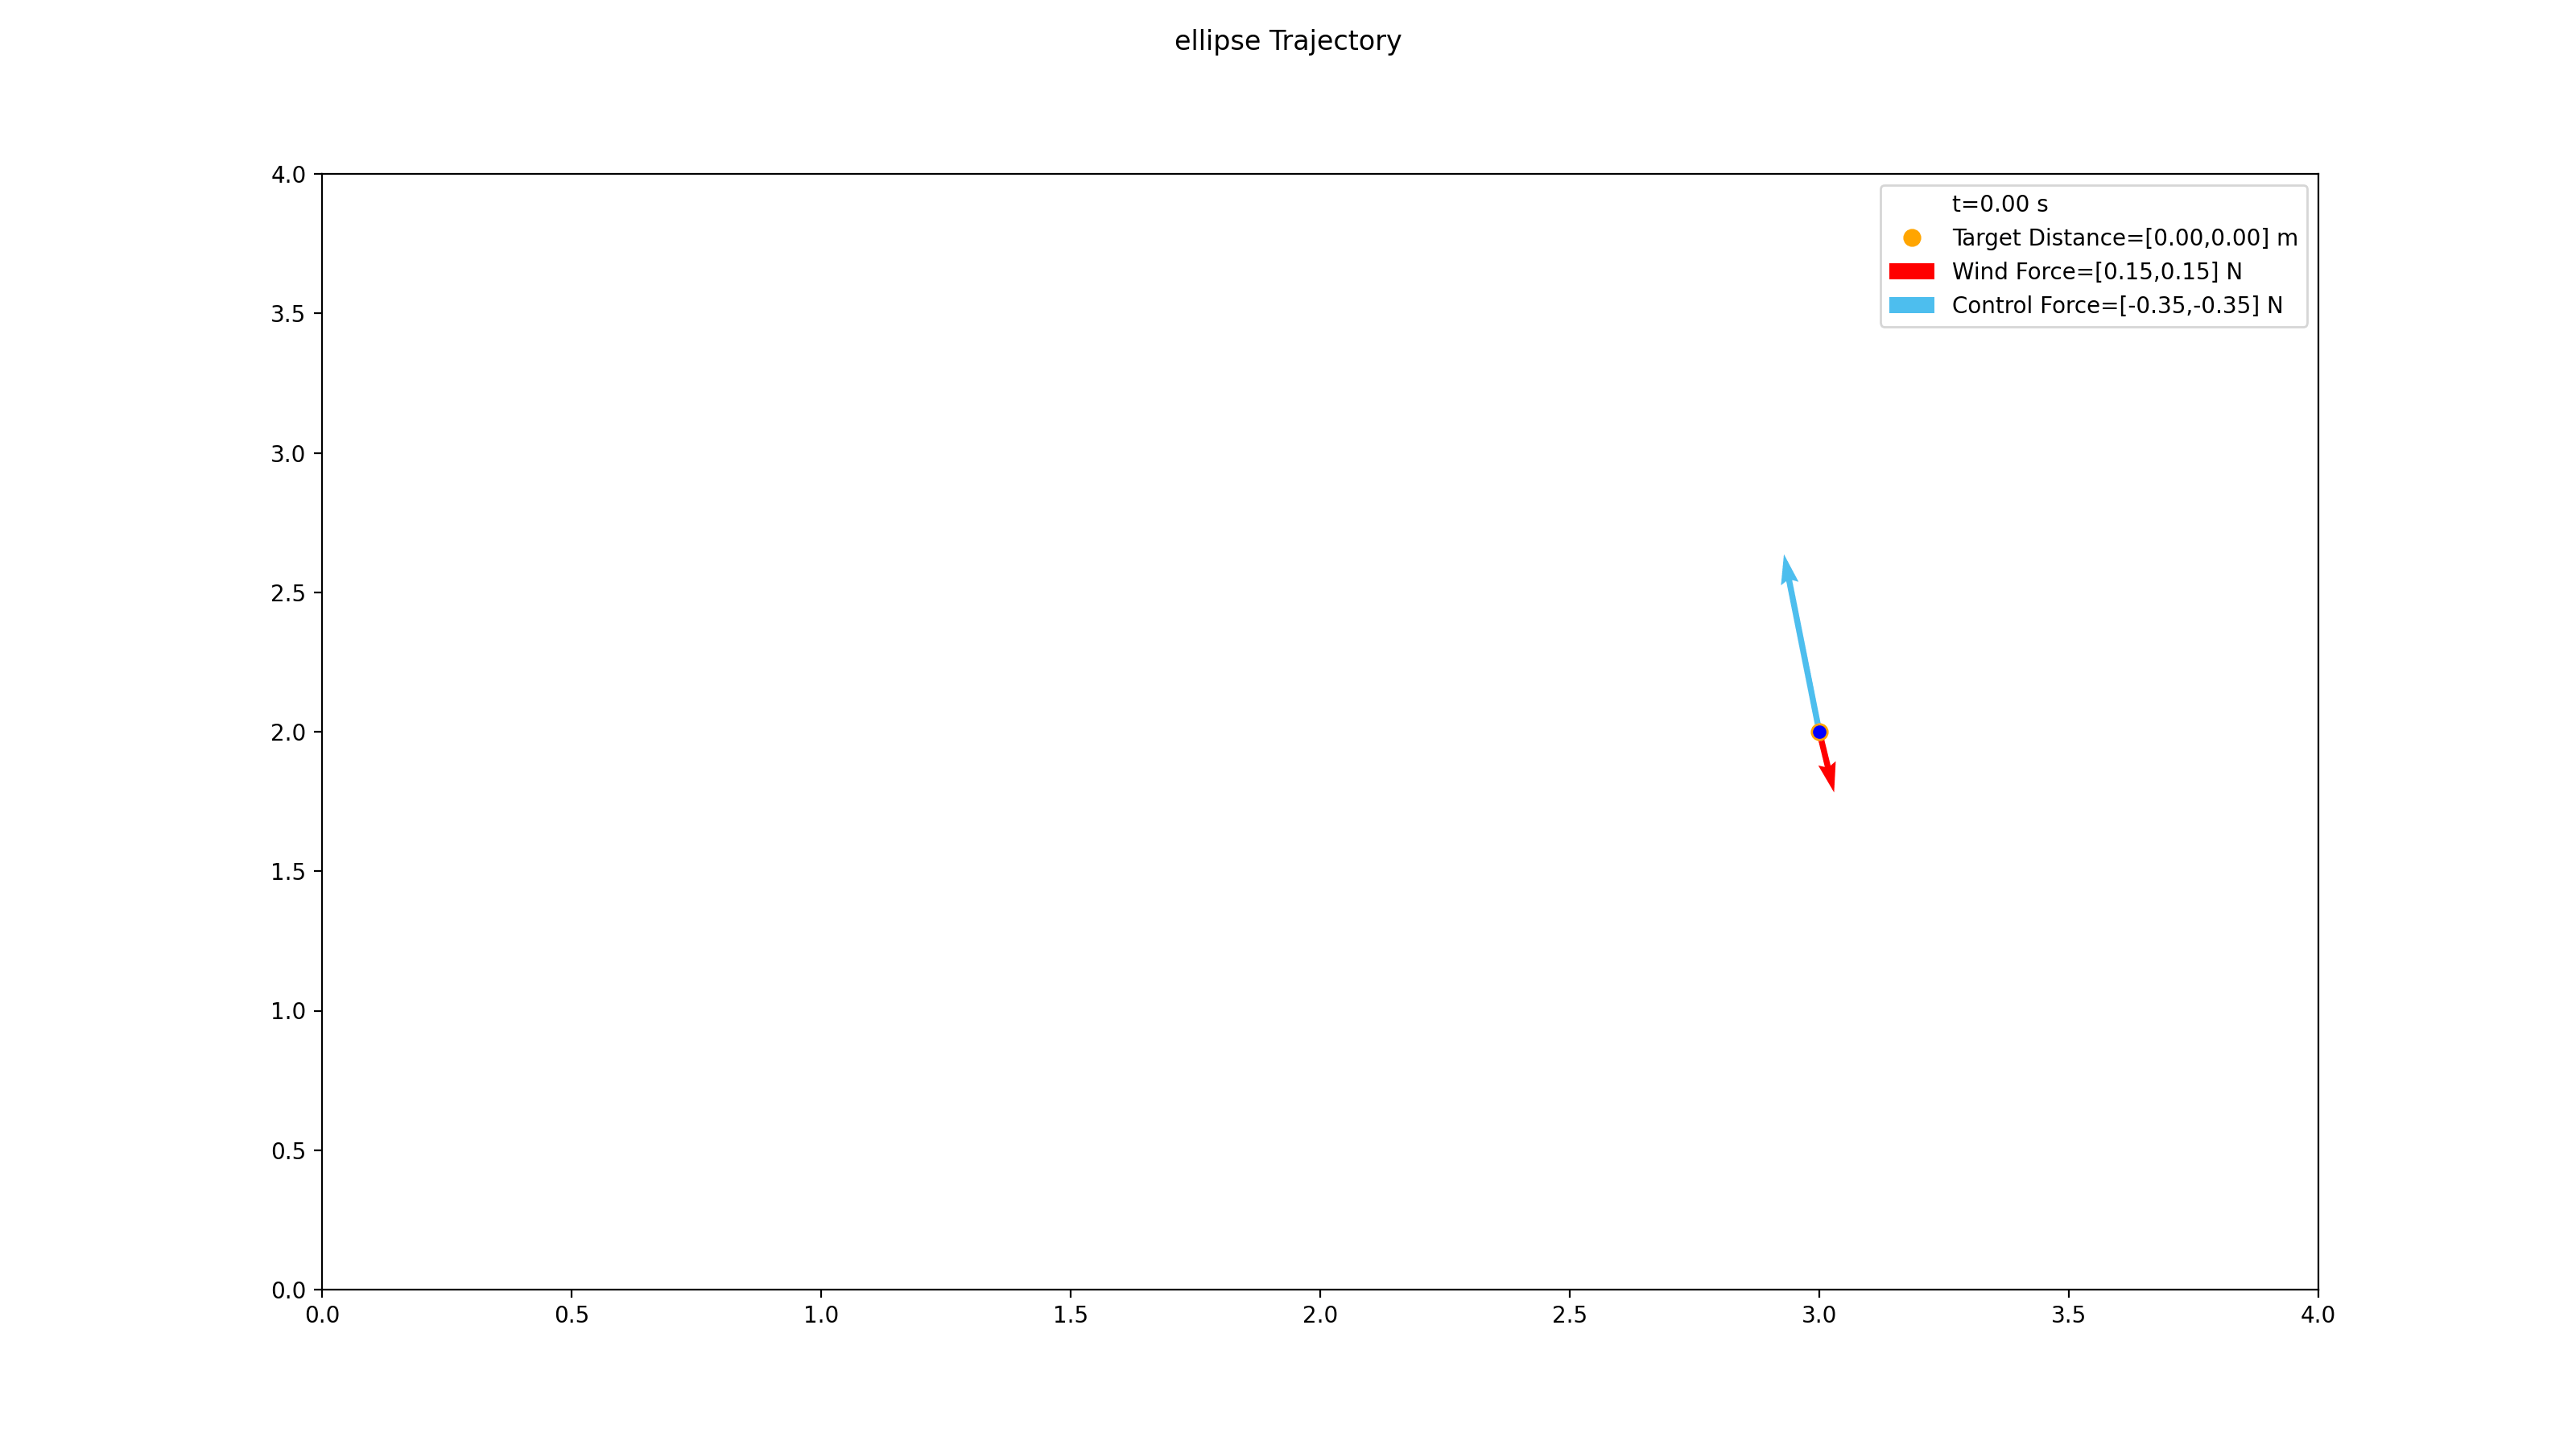 ellipse Trajectory
t=0.00 s
Target Distance=[0.00,0.00] m
Wind Force=[0.15,0.15] N
Control Force=[-0.35,-0.35] N
4.0
3.5
3.0
2.5
2.0
1.5
1.0
0.5
0.0
0.0 0.5 1.0 1.5 2.0 2.5 3.0 3.5 4.0